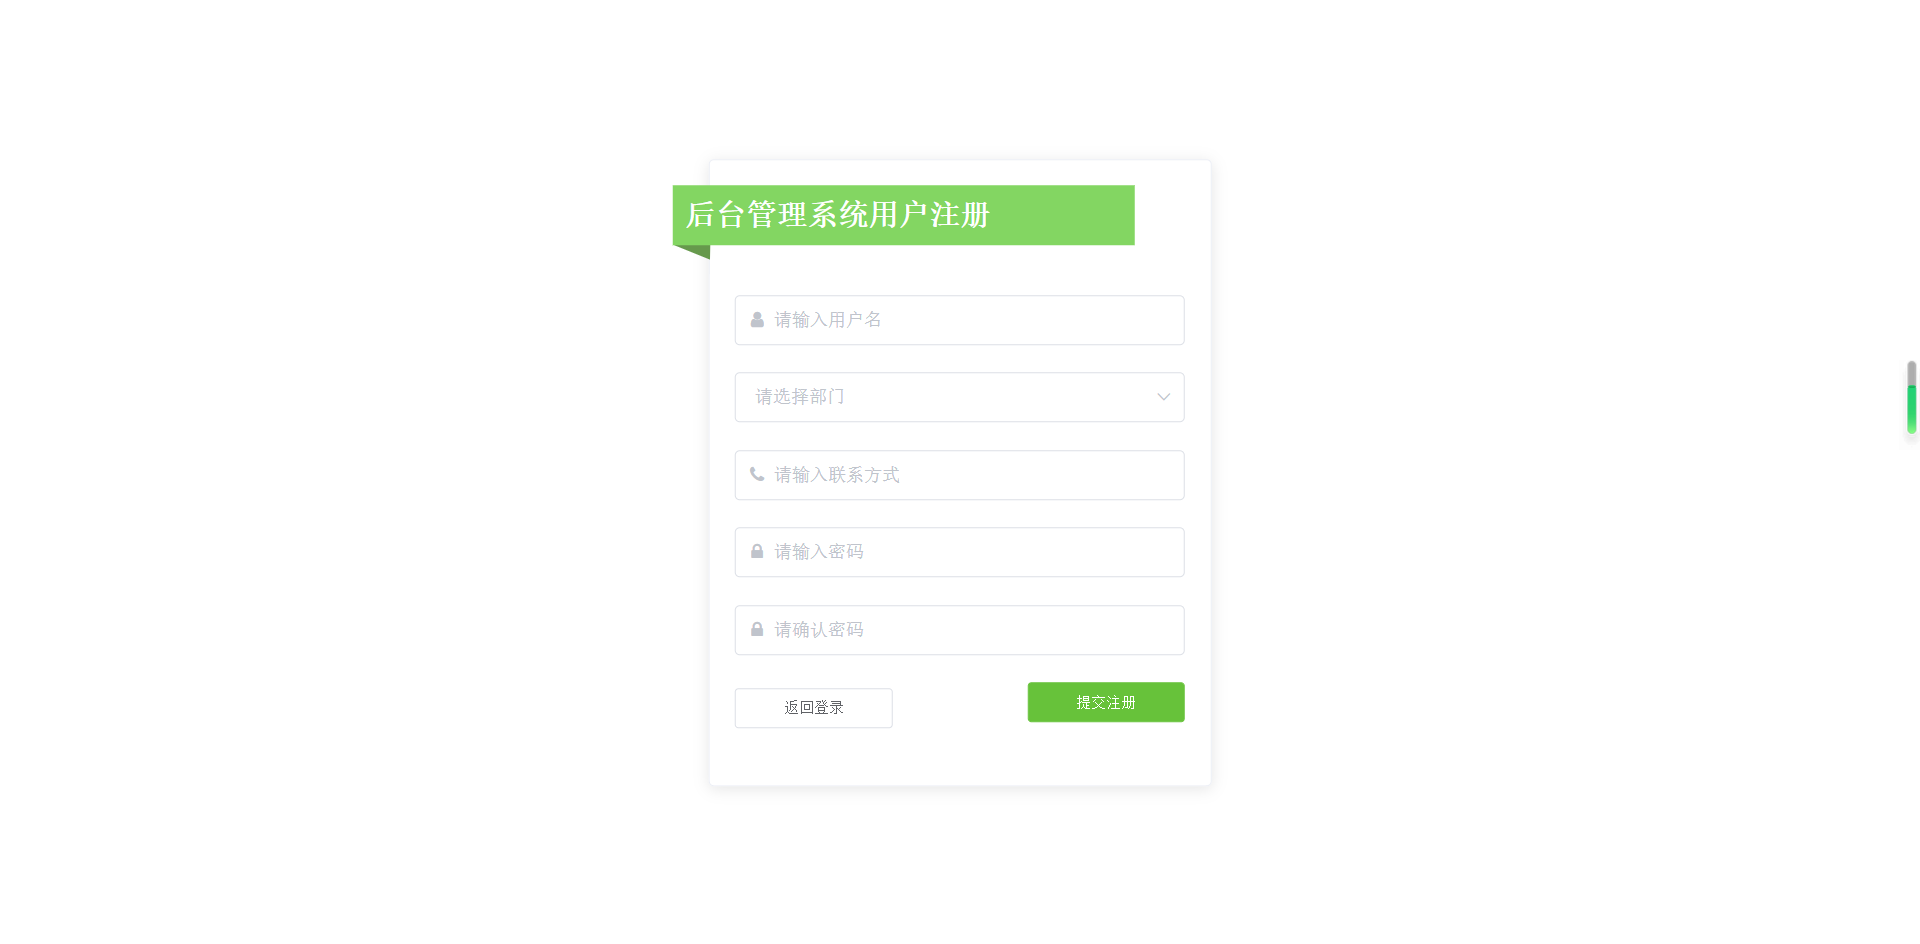 后台管理系统用户注册
请输入用户名
请选择部门
请输入联系方式
请输入密码
请确认密码
返回登录
提交注册